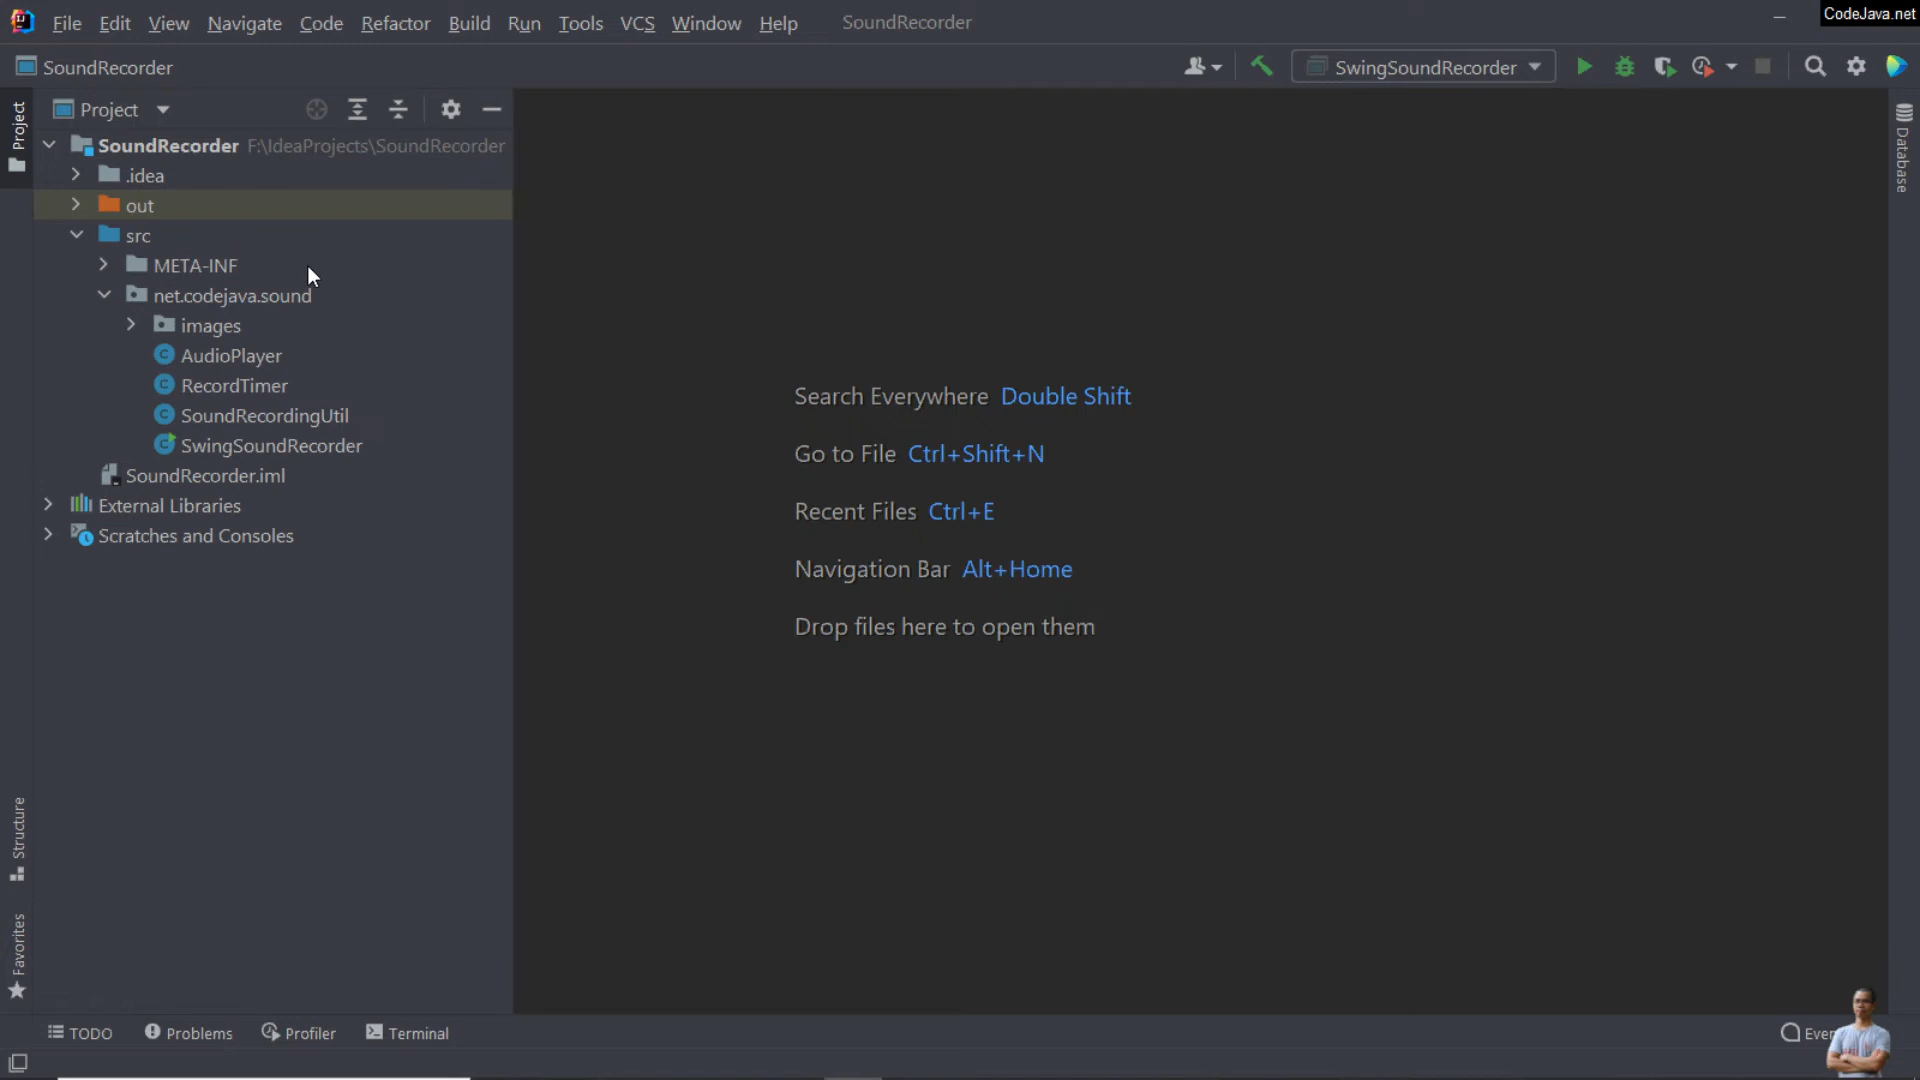 File Edit View Navigate Code Refactor Build Run Tools VCS Window Help SoundRecorder
CodeJava.net
SoundRecorder
SwingSoundRecorder
Project
Project
SoundRecorder F:\IdeaProjects\SoundRecorder
.idea
out
src
META-INF
net.codejava.sound
images
AudioPlayer
RecordTimer
SoundRecordingUtil
SwingSoundRecorder
SoundRecorder.iml
External Libraries
Scratches and Consoles
Search Everywhere Double Shift
Go to File Ctrl+Shift+N
Recent Files Ctrl+E
Navigation Bar Alt+Home
Drop files here to open them
Database
Structure
Favorites
TODO Problems Profiler Terminal